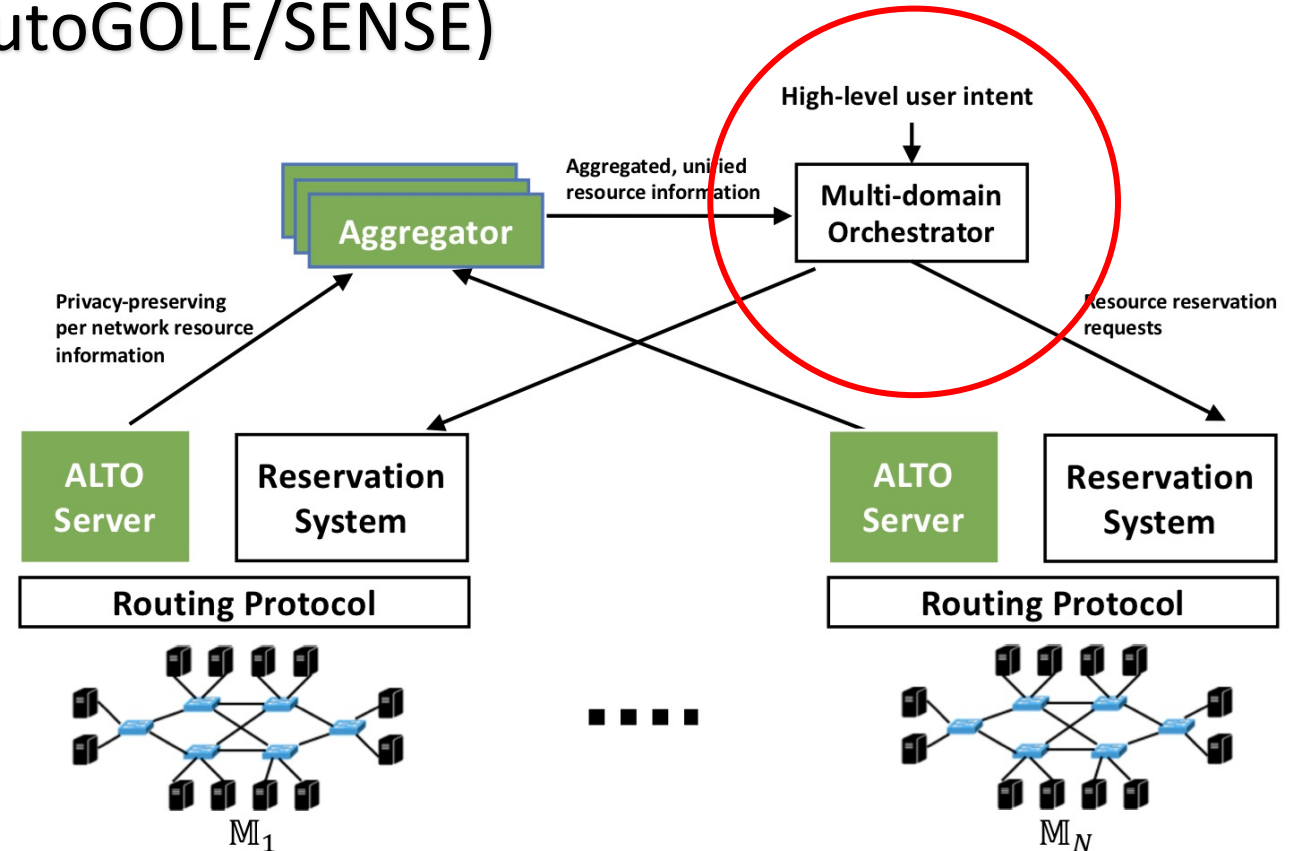 utoGOLE/SENSE)
High-level user intent
Aggregated, unified
resource information
Multi-domain
Orchestrator
Aggregator
Privacy-preserving
per network resource
information
Resource reservation
requests
ALTO
Server
Reservation
System
ALTO
Server
Reservation
System
Routing Protocol
Routing Protocol
𝕄₁
𝕄_N